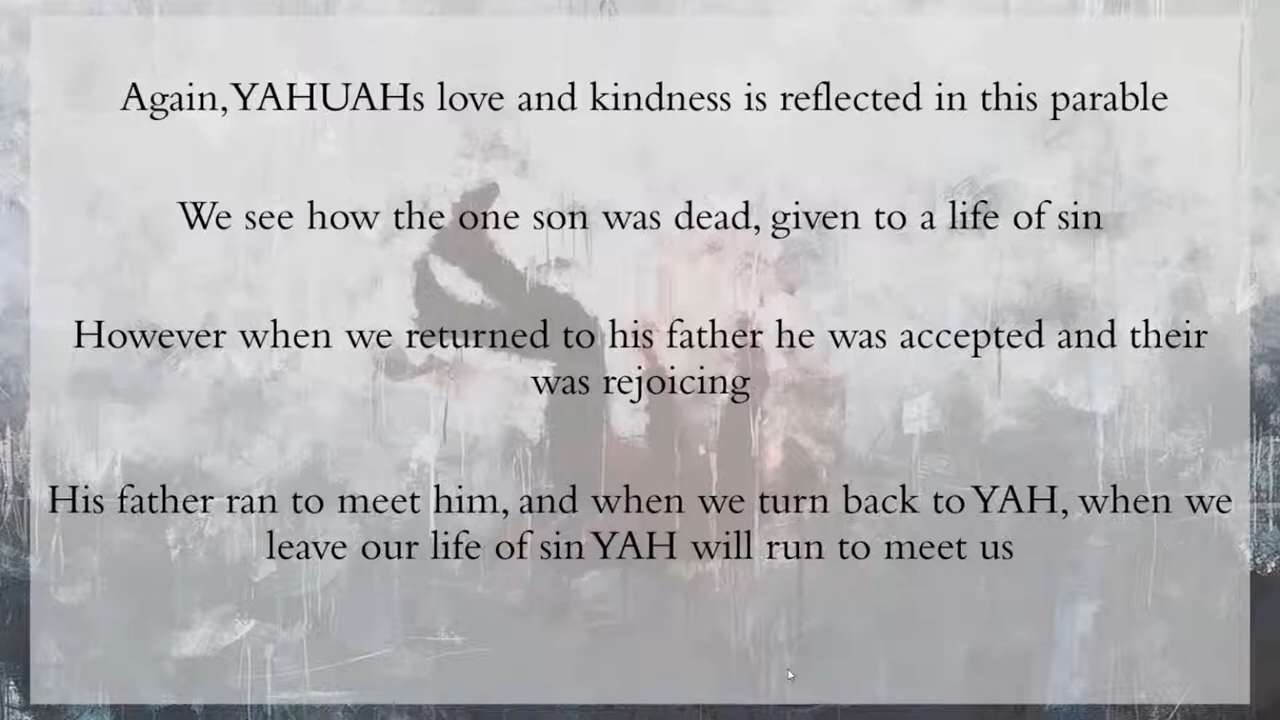 Again, YAHUAHs love and kindness is reflected in this parable
We see how the one son was dead, given to a life of sin
However when we returned to his father he was accepted and their
was rejoicing
His father ran to meet him, and when we turn back to YAH, when we
leave our life of sin YAH will run to meet us